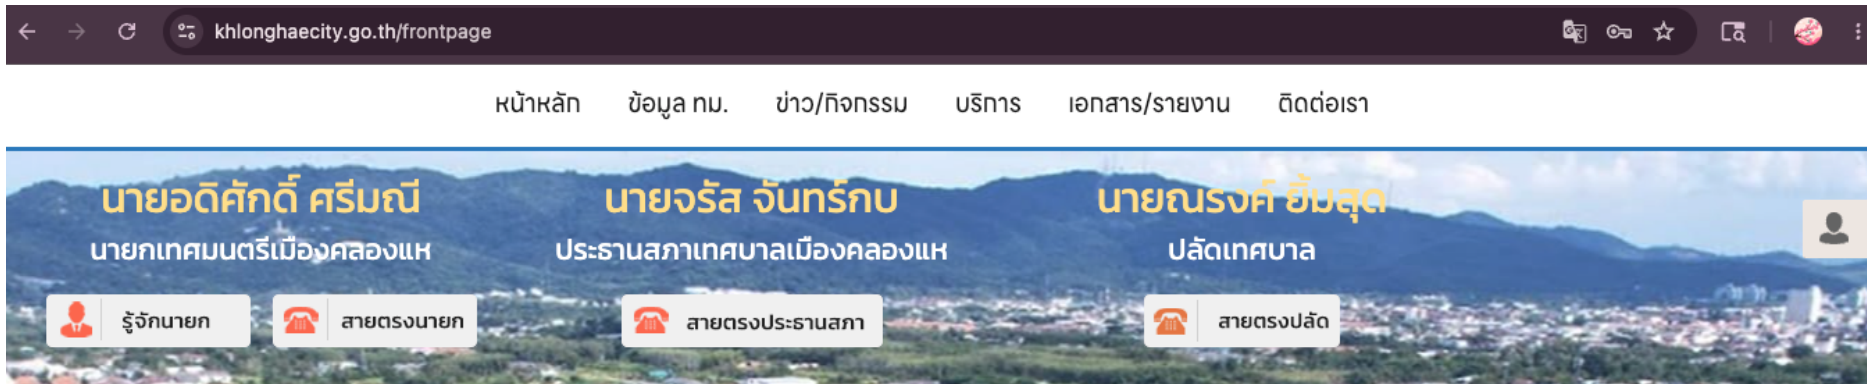 khlonghaecity.go.th/frontpage
หน้าหลัก ข้อมูล ทม. ข่าว/กิจกรรม บริการ เอกสาร/รายงาน ติดต่อเรา
นายอดิศักดิ์ ศรีมณี นายจรัส จันทร์กบ นายณรงค์ ยิ้มสุด
นายกเทศมนตรีเมืองคลองแห ประธานสภาเทศบาลเมืองคลองแห ปลัดเทศบาล
รู้จักนายก สายตรงนายก สายตรงประธานสภา สายตรงปลัด